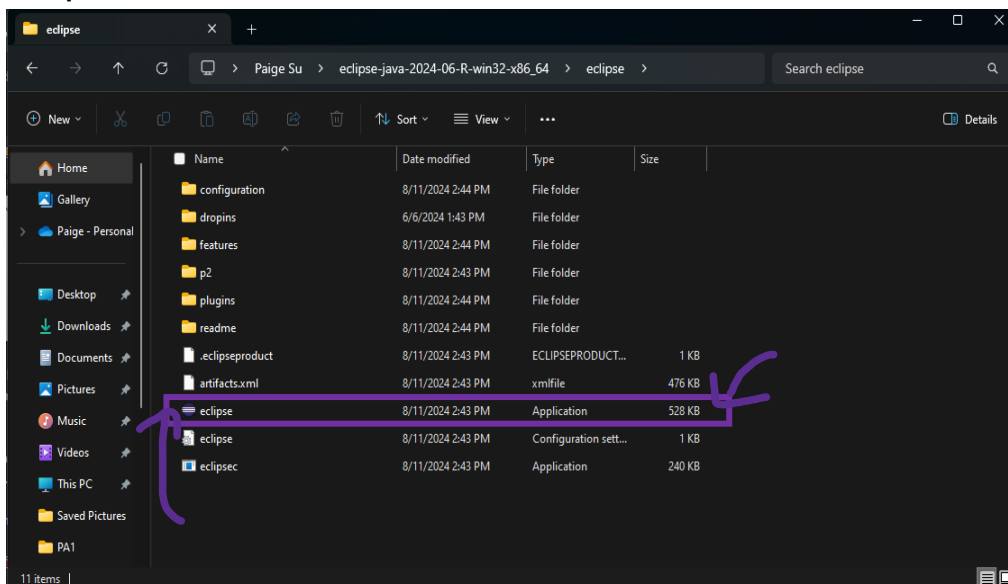 eclipse
Paige Su > eclipse-java-2024-06-R-win32-x86_64 > eclipse >
Search eclipse
New
Sort
View
Details
Name Date modified Type Size
Home
Gallery
Paige - Personal
Desktop
Downloads
Documents
Pictures
Music
Videos
This PC
Saved Pictures
PA1
configuration 8/11/2024 2:44 PM File folder
dropins 6/6/2024 1:43 PM File folder
features 8/11/2024 2:44 PM File folder
p2 8/11/2024 2:43 PM File folder
plugins 8/11/2024 2:44 PM File folder
readme 8/11/2024 2:44 PM File folder
.eclipseproduct 8/11/2024 2:43 PM ECLIPSEPRODUCT... 1 KB
artifacts.xml 8/11/2024 2:43 PM xmlfile 476 KB
eclipse 8/11/2024 2:43 PM Application 528 KB
eclipse 8/11/2024 2:43 PM Configuration sett... 1 KB
eclipsec 8/11/2024 2:43 PM Application 240 KB
11 items